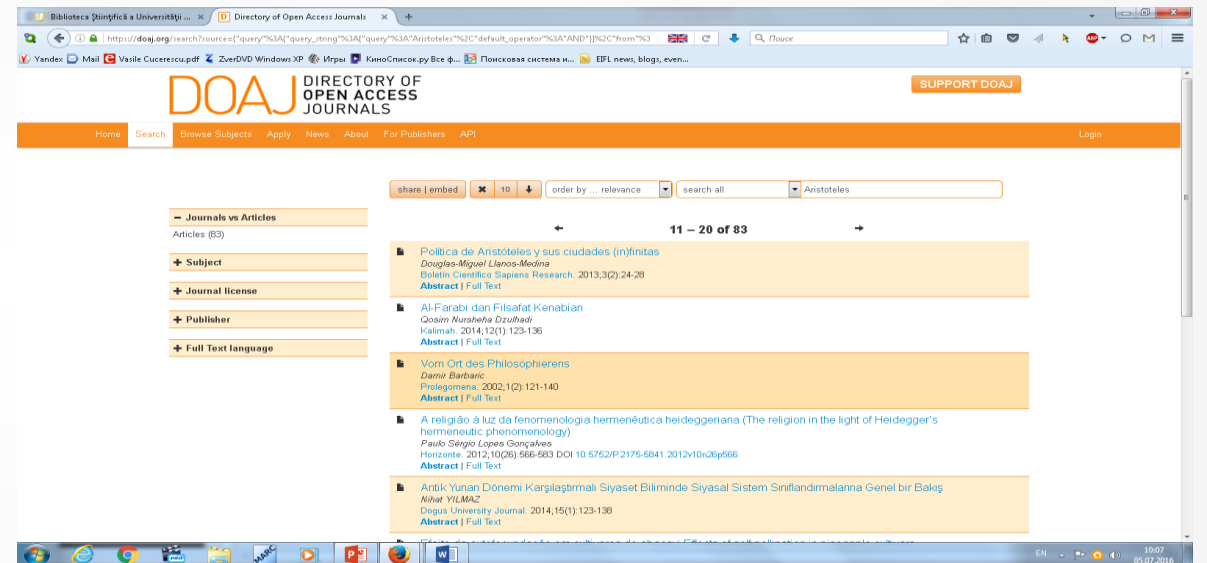 Biblioteca Științifică a Universității ... × Directory of Open Access Journals × +
https://doaj.org/search?source={"query"%3A{"query_string"%3A{"query"%3A"Aristoteles"%2C"default_operator"%3A"AND"}}%2C"from"%3 Поиск
Yandex Mail Vasile Cucerescu.pdf ZverDVD Windows XP Игры КиноСписок.ру Все ф... Поисковая система и... EIFL news, blogs, even...
DOAJ DIRECTORY OF
OPEN ACCESS
JOURNALS
SUPPORT DOAJ
Home Search Browse Subjects Apply News About For Publishers API Login
share | embed 10 order by ... relevance search all Aristoteles
Journals vs Articles
Articles (83)
Subject
Journal license
Publisher
Full Text language
11 – 20 of 83
Política de Aristóteles y sus ciudades (in)finitas
Douglas-Miguel Llanos-Medina
Boletín Científico Sapiens Research. 2013;3(2):24-28
Abstract | Full Text
Al-Farabi dan Filsafat Kenabian
Qosim Nursheha Dzulhadi
Kalimah. 2014;12(1):123-136
Abstract | Full Text
Vom Ort des Philosophierens
Damir Barbaric
Prolegomena. 2002;1(2):121-140
Abstract | Full Text
A religião à luz da fenomenologia hermenêutica heideggeriana (The religion in the light of Heidegger's
hermeneutic phenomenology)
Paulo Sérgio Lopes Gonçalves
Horizonte. 2012;10(26):566-583 DOI 10.5752/P.2175-5841.2012v10n26p566
Abstract | Full Text
Antik Yunan Dönemi Karşılaştırmalı Siyaset Biliminde Siyasal Sistem Sınıflandırmalarına Genel bir Bakış
Nihat YILMAZ
Dogus University Journal. 2014;15(1):123-138
Abstract | Full Text
MARC EN 10:07
05.07.2016